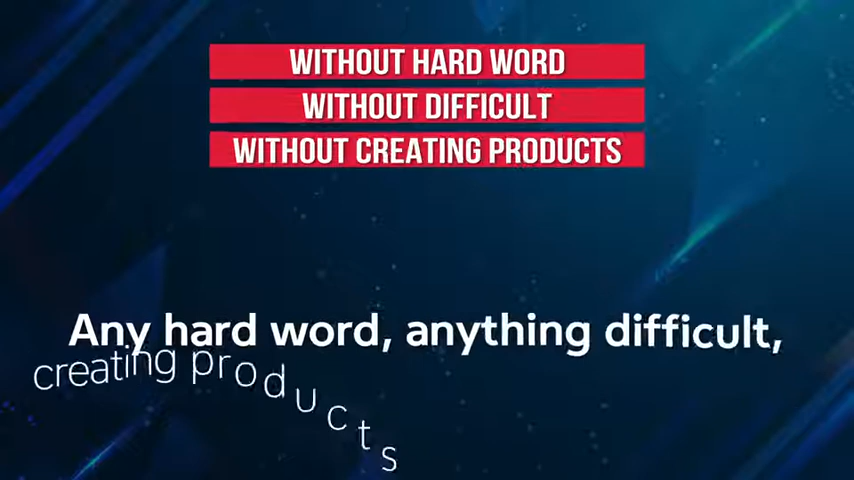 WITHOUT HARD WORD
WITHOUT DIFFICULT
WITHOUT CREATING PRODUCTS
Any hard word, anything difficult,
creating products